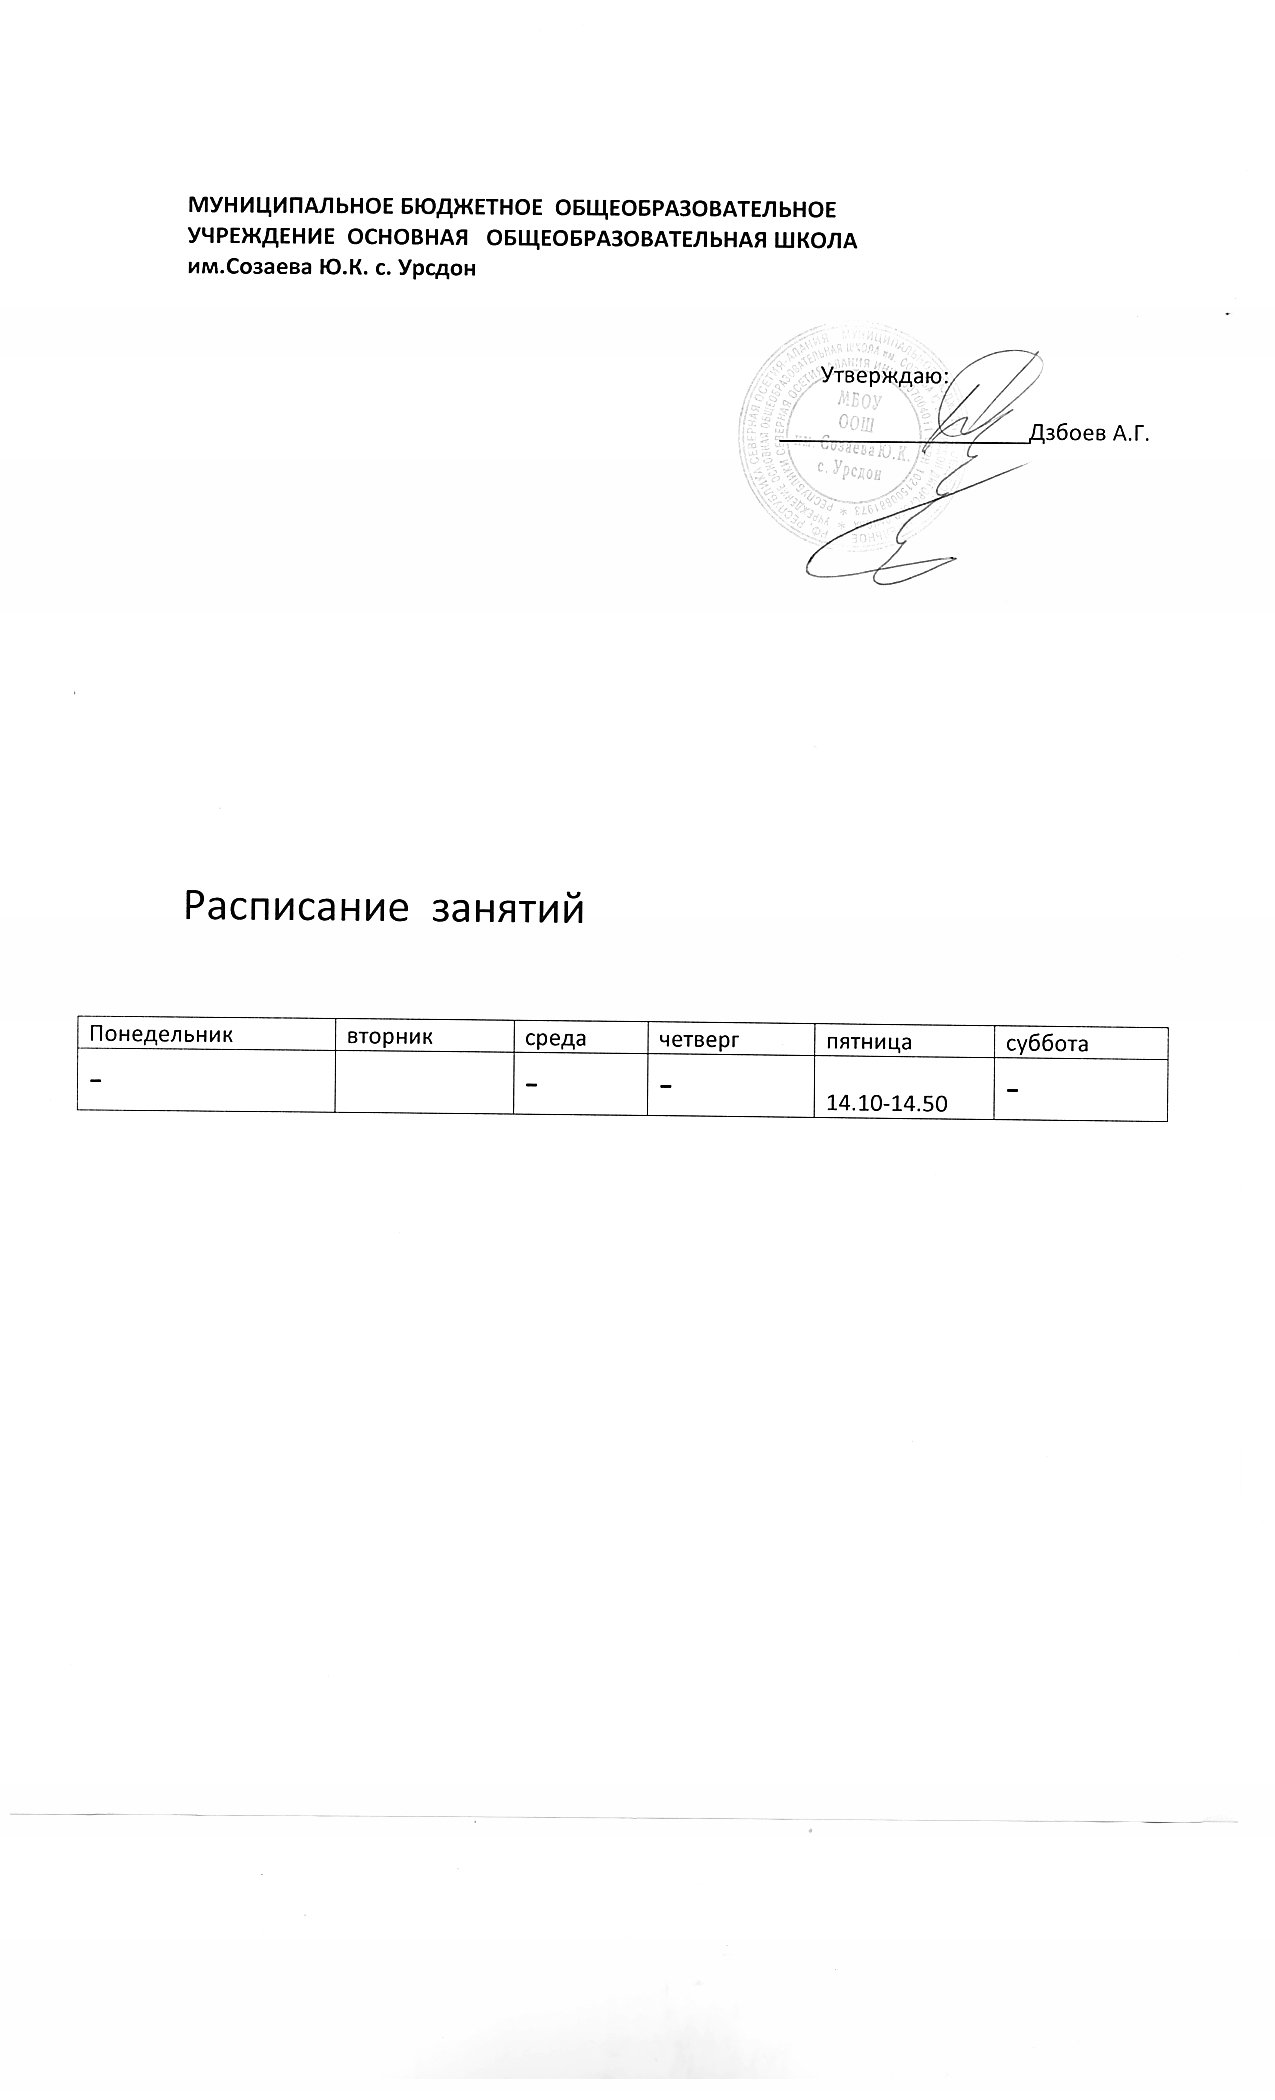 МУНИЦИПАЛЬНОЕ БЮДЖЕТНОЕ ОБЩЕОБРАЗОВАТЕЛЬНОЕ
УЧРЕЖДЕНИЕ ОСНОВНАЯ ОБЩЕОБРАЗОВАТЕЛЬНАЯ ШКОЛА
им.Созаева Ю.К. с. Урсдон
Утверждаю:
Дзбоев А.Г.
МБОУ
ООШ
им. Созаева Ю.К.
с. Урсдон
Расписание занятий
Понедельник вторник среда четверг пятница суббота
– – – 14.10-14.50 –